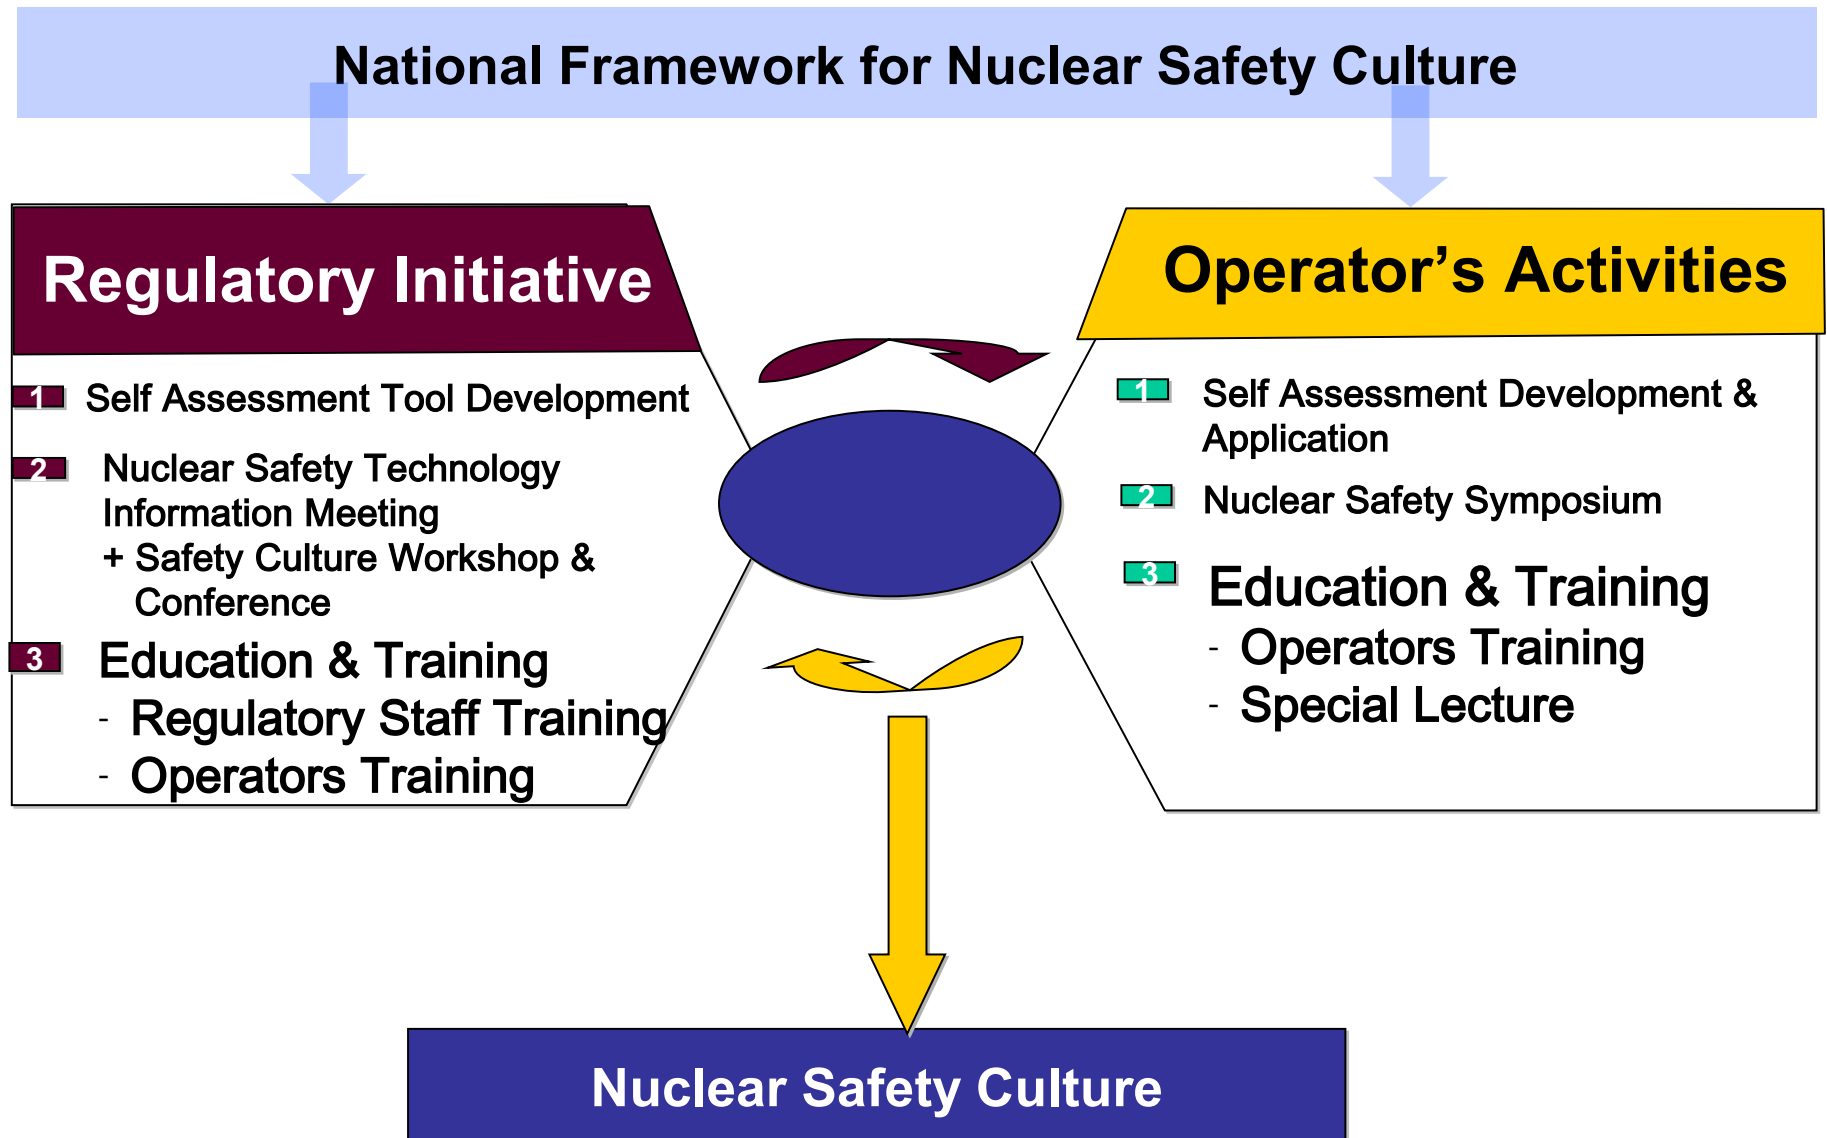 National Framework for Nuclear Safety Culture
Regulatory Initiative
1 Self Assessment Tool Development
2 Nuclear Safety Technology
Information Meeting
+ Safety Culture Workshop &
Conference
3 Education & Training
- Regulatory Staff Training
- Operators Training
Operator’s Activities
1 Self Assessment Development &
Application
2 Nuclear Safety Symposium
3 Education & Training
- Operators Training
- Special Lecture
Nuclear Safety Culture